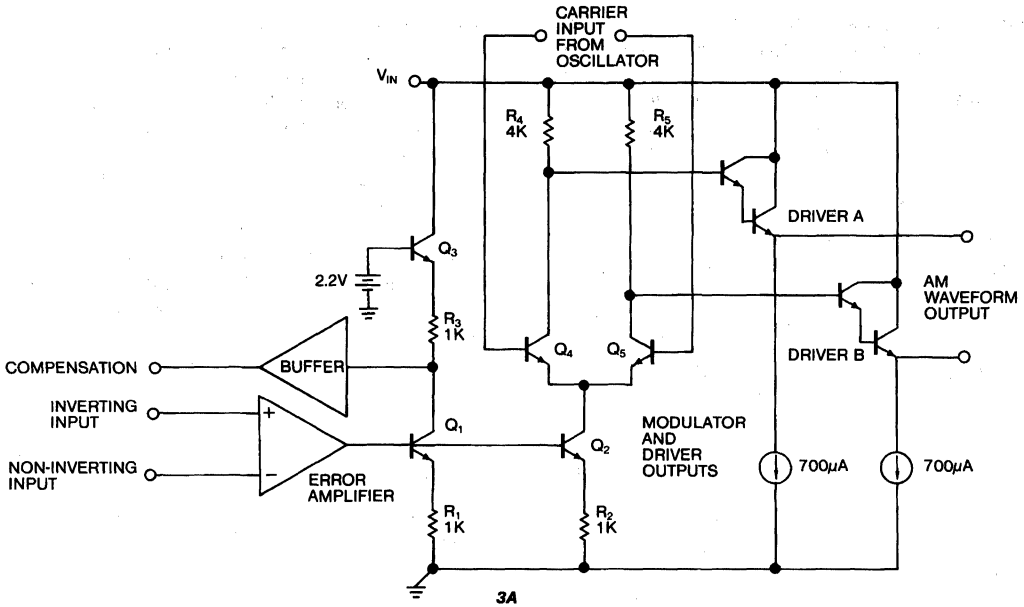 CARRIER
INPUT
FROM
OSCILLATOR
VIN
R4
4K
R5
4K
DRIVER A
Q3
2.2V
R3
1K
AM
WAVEFORM
OUTPUT
Q4
Q5
DRIVER B
COMPENSATION
BUFFER
INVERTING
INPUT
+
Q1
Q2
MODULATOR
AND
DRIVER
OUTPUTS
700µA
700µA
NON-INVERTING
INPUT
−
ERROR
AMPLIFIER
R1
1K
R2
1K
3A